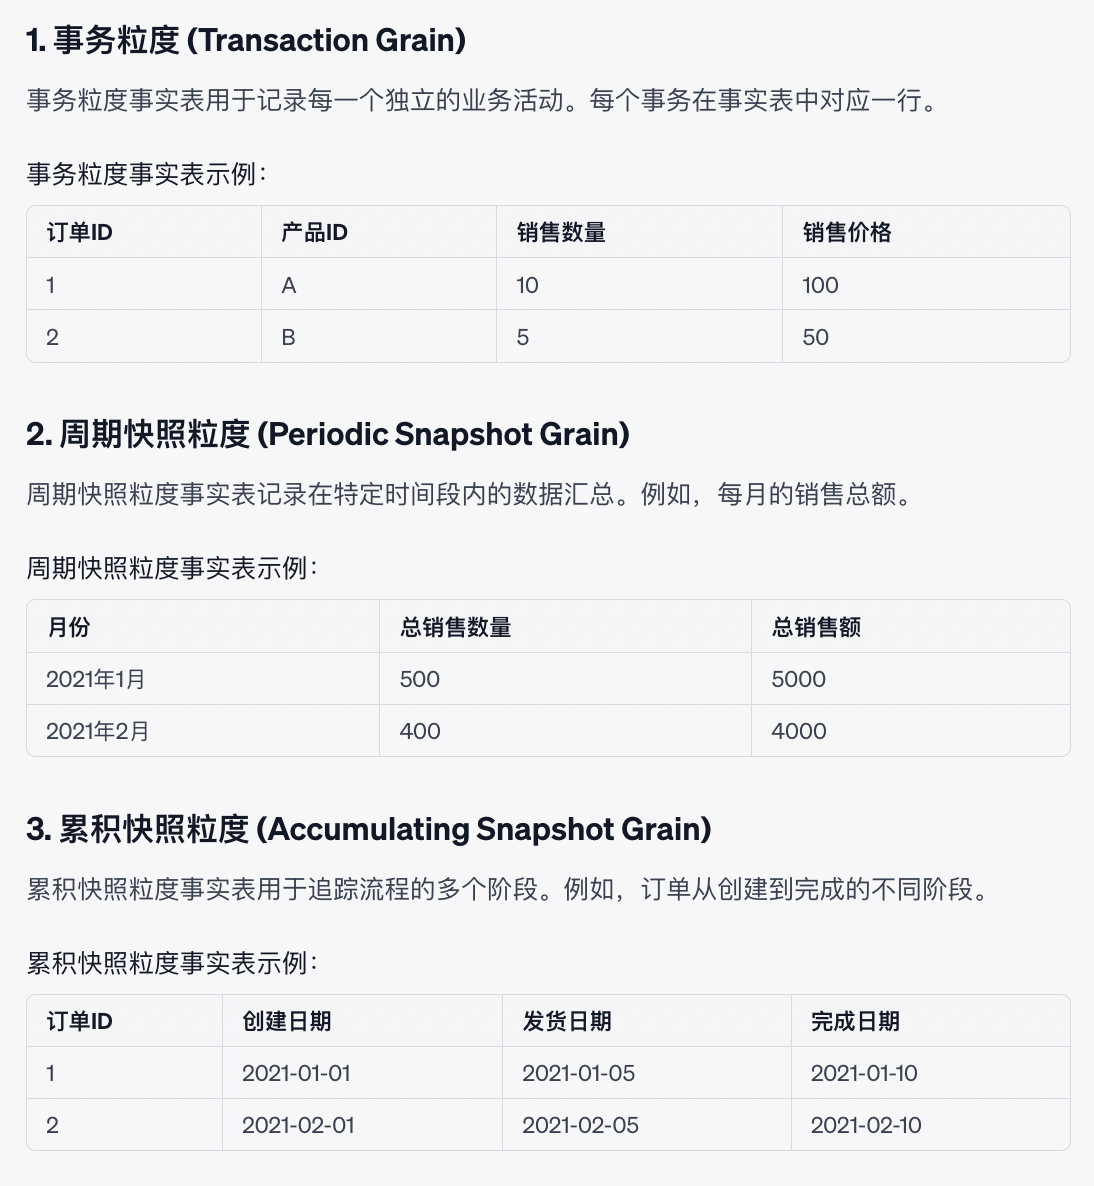 1. 事务粒度 (Transaction Grain)
事务粒度事实表用于记录每一个独立的业务活动。每个事务在事实表中对应一行。
事务粒度事实表示例：
订单ID 产品ID 销售数量 销售价格
1 A 10 100
2 B 5 50
2. 周期快照粒度 (Periodic Snapshot Grain)
周期快照粒度事实表记录在特定时间段内的数据汇总。例如，每月的销售总额。
周期快照粒度事实表示例：
月份 总销售数量 总销售额
2021年1月 500 5000
2021年2月 400 4000
3. 累积快照粒度 (Accumulating Snapshot Grain)
累积快照粒度事实表用于追踪流程的多个阶段。例如，订单从创建到完成的不同阶段。
累积快照粒度事实表示例：
订单ID 创建日期 发货日期 完成日期
1 2021-01-01 2021-01-05 2021-01-10
2 2021-02-01 2021-02-05 2021-02-10